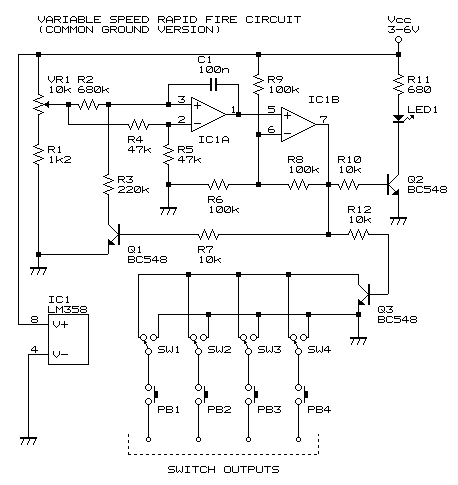 VARIABLE SPEED RAPID FIRE CIRCUIT
(COMMON GROUND VERSION)
Vcc
3-6V
C1
100n
VR1
10k
R2
680k
R9
100k
R11
680
3
+
1
5
+
IC1B
7
LED1
2
-
6
-
IC1A
R4
47k
R5
47k
R1
1k2
R3
220k
R8
100k
R10
10k
Q2
BC548
R6
100k
R12
10k
Q1
BC548
R7
10k
IC1
LM358
Q3
BC548
8
V+
4
V-
SW1
SW2
SW3
SW4
PB1
PB2
PB3
PB4
SWITCH OUTPUTS